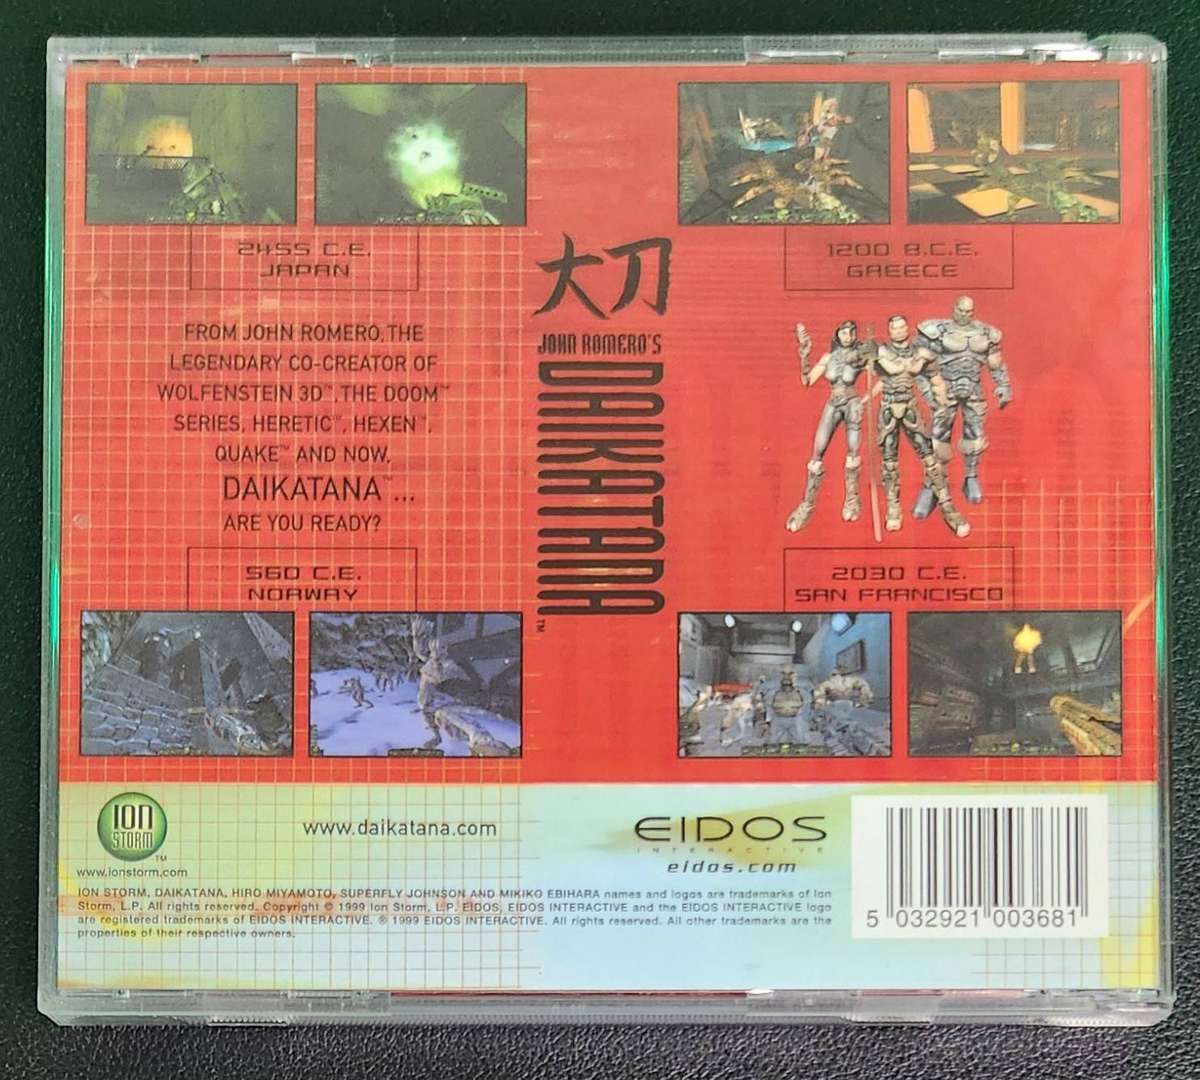 2455 C.E.
JAPAN
1200 B.C.E.
GREECE
FROM JOHN ROMERO, THE
LEGENDARY CO-CREATOR OF
WOLFENSTEIN 3D™, THE DOOM™
SERIES, HERETIC™, HEXEN™,
QUAKE™ AND NOW,
DAIKATANA™...
ARE YOU READY?
大刀
JOHN ROMERO'S
DAIKATANA™
560 C.E.
NORWAY
2030 C.E.
SAN FRANCISCO
ION
STORM™
www.ionstorm.com
www.daikatana.com
EIDOS
INTERACTIVE
eidos.com
ION STORM, DAIKATANA, HIRO MIYAMOTO, SUPERFLY JOHNSON AND MIKIKO EBIHARA names and logos are trademarks of Ion
Storm, L.P. All rights reserved. Copyright © 1999 Ion Storm, L.P. EIDOS, EIDOS INTERACTIVE and the EIDOS INTERACTIVE logo
are registered trademarks of EIDOS INTERACTIVE. ® 1999 EIDOS INTERACTIVE. All rights reserved. All other trademarks are the
properties of their respective owners.
5 032921 003681